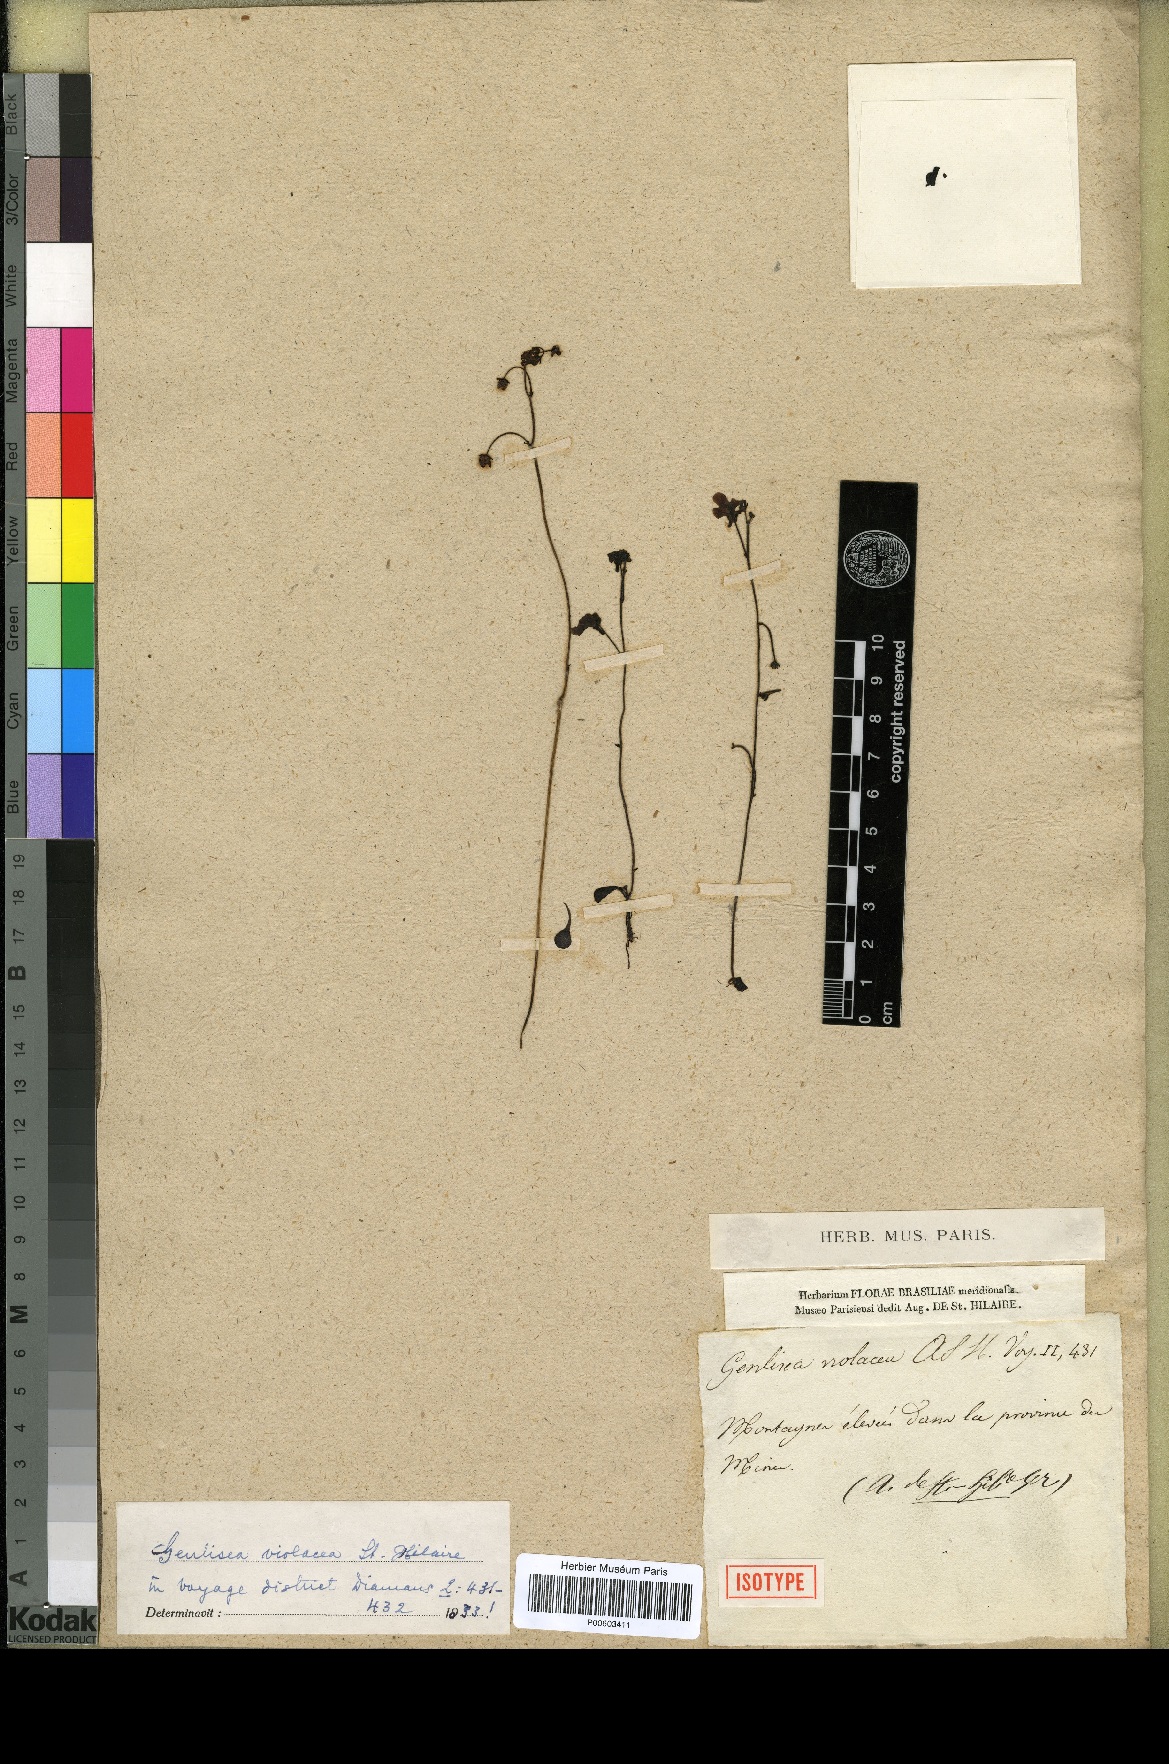 d.
10
9
8
7
6
5
4
3
2
1
0
cm
copyright reserved
HERB. MUS. PARIS.
Herbarium FLORAE BRASILIAE meridionalis.
Musæo Parisiensi dedit Aug. DE St. HILAIRE.
Genlisea violacea A S H. Voy. II, 431
Montagnes élevées dans la province des
Mines.
(A. de St-
ISOTYPE
Genlisea violacea St. Hilaire
in voyage district Diamans 2: 431-
432 1833!
Determinavit :
Herbier Muséum Paris
P00603411
Black
3/Color
White
Magenta
Red
Yellow
Green
Cyan
Blue
19
18
17
B
15
14
13
12
11
10
9
8
M
6
5
4
3
2
1
A
Kodak
LICENSED PRODUCT